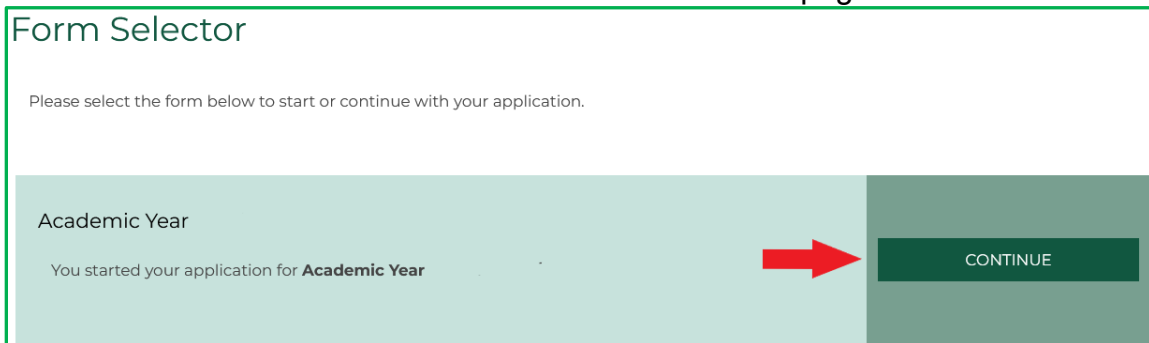 Form Selector
Please select the form below to start or continue with your application.
Academic Year
You started your application for Academic Year
CONTINUE